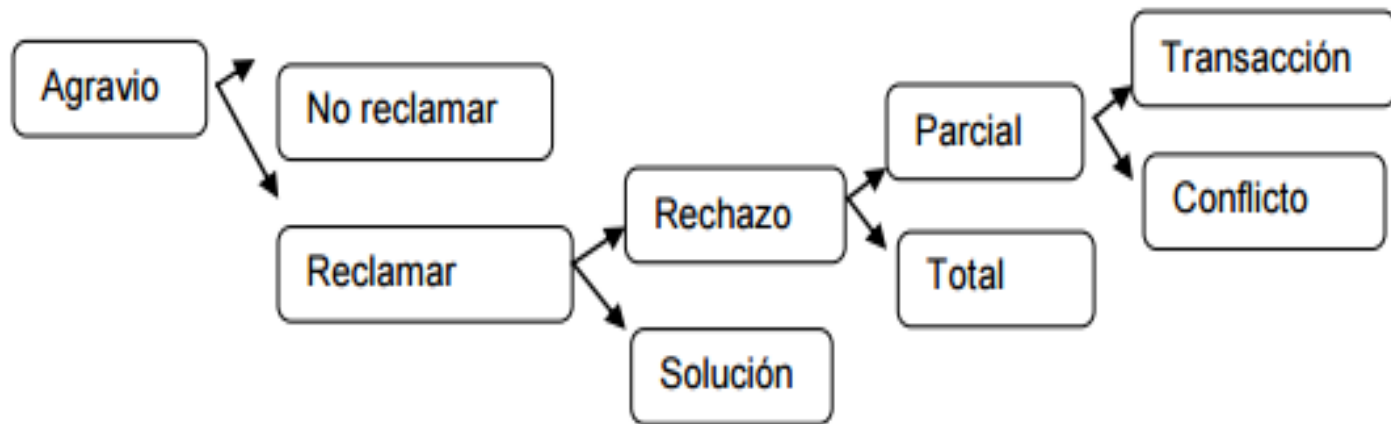 Agravio
No reclamar
Reclamar
Rechazo
Solución
Parcial
Total
Transacción
Conflicto